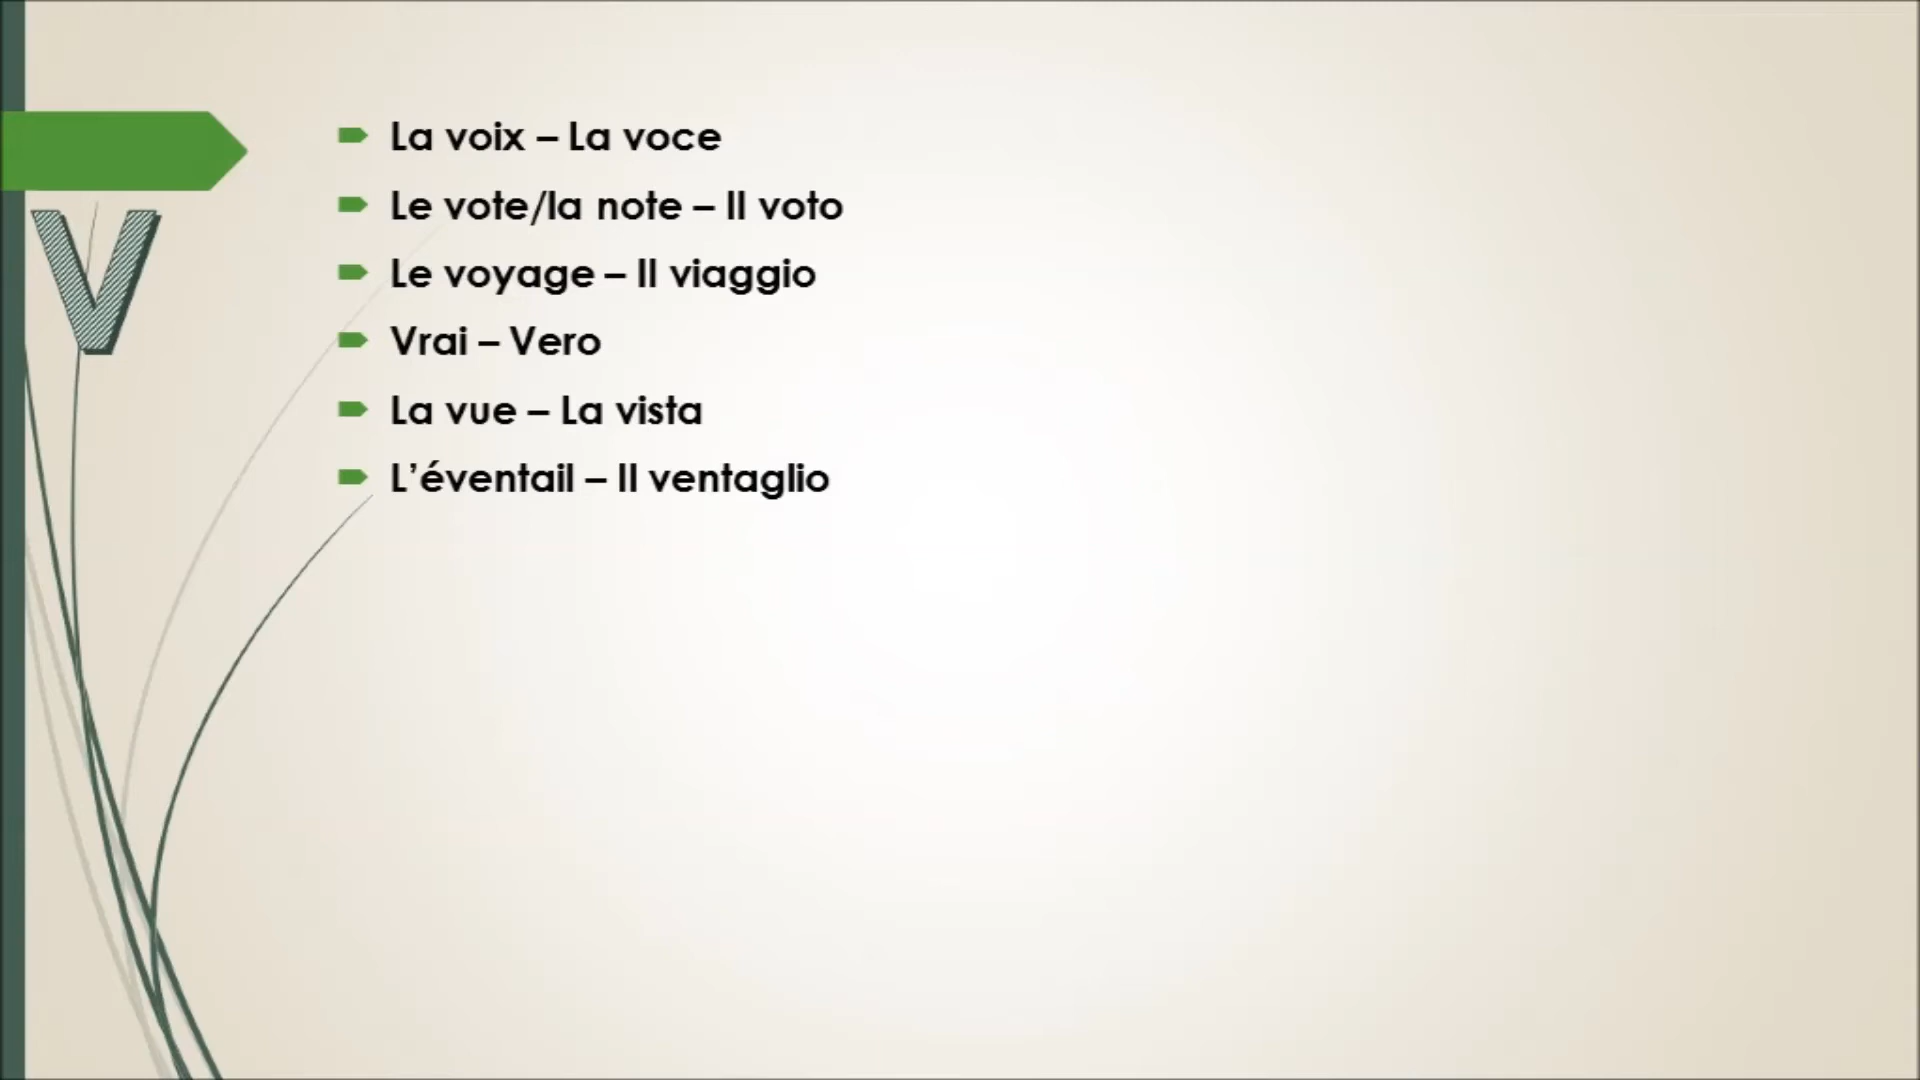 V
La voix – La voce
Le vote/la note – Il voto
Le voyage – Il viaggio
Vrai – Vero
La vue – La vista
L’éventail – Il ventaglio